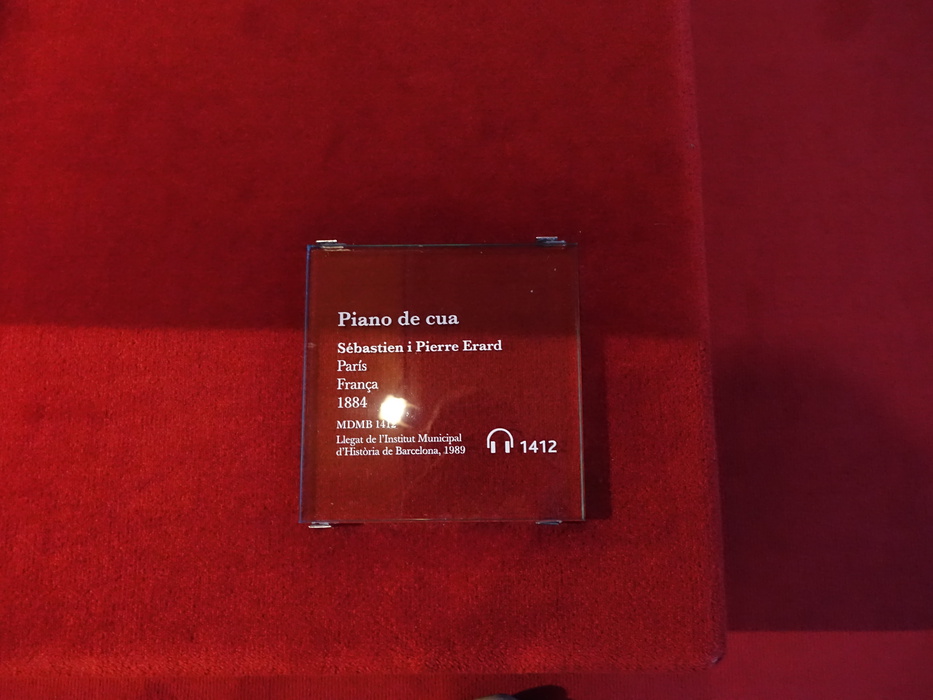 Piano de cua
Sébastien i Pierre Erard
París
França
1884
MDMB 1412
Llegat de l'Institut Municipal
d'Història de Barcelona, 1989
1412